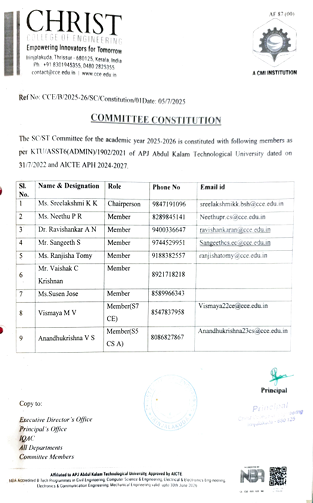 AF 87 (00)
CHRIST
COLLEGE OF ENGINEERING
Empowering Innovators for Tomorrow
Irinjalakuda, Thrissur - 680125, Kerala, India
Ph: +91 8301945355, 0480 2825355
contact@cce.edu.in | www.cce.edu.in
A CMI INSTITUTION
Ref No: CCE/B/2025-26/SC/Constitution/01Date: 05/7/2025
COMMITTEE CONSTITUTION
The SC/ST Committee for the academic year 2025-2026 is constituted with following members as
per KTU/ASST6(ADMIN)/1902/2021 of APJ Abdul Kalam Technological University dated on
31/7/2022 and AICTE APH 2024-2027.
Sl. No. Name & Designation Role Phone No Email id
1 Ms. Sreelakshmi K K Chairperson 9847191096 sreelakshmikk.bsh@cce.edu.in
2 Ms. Neethu P R Member 8289845141 Neethupr.cs@cce.edu.in
3 Dr. Ravishankar A N Member 9400336647 ravishankaran@cce.edu.in
4 Mr. Sangeeth S Member 9744529951 Sangeethcs.ec@cce.edu.in
5 Ms. Ranjisha Tomy Member 9188382557 ranjishatomy@cce.edu.in
6 Mr. Vaishak C Krishnan Member 8921718218
7 Ms.Susen Jose Member 8589966343
8 Vismaya M V Member(S7 CE) 8547837958 Vismaya22ce@cce.edu.in
9 Anandhukrishna V S Member(S5 CS A) 8086827867 Anandhukrishna23cs@cce.edu.in
Principal
Principal
Copy to:
Executive Director's Office
Principal's Office
IQAC
All Departments
Committee Members
Affiliated to APJ Abdul Kalam Technological University, Approved by AICTE
NBA Accredited B.Tech Programmes in Civil Engineering, Computer Science & Engineering, Electrical & Electronics Engineering,
Electronics & Communication Engineering, Mechanical Engineering valid upto 30th June
NBA